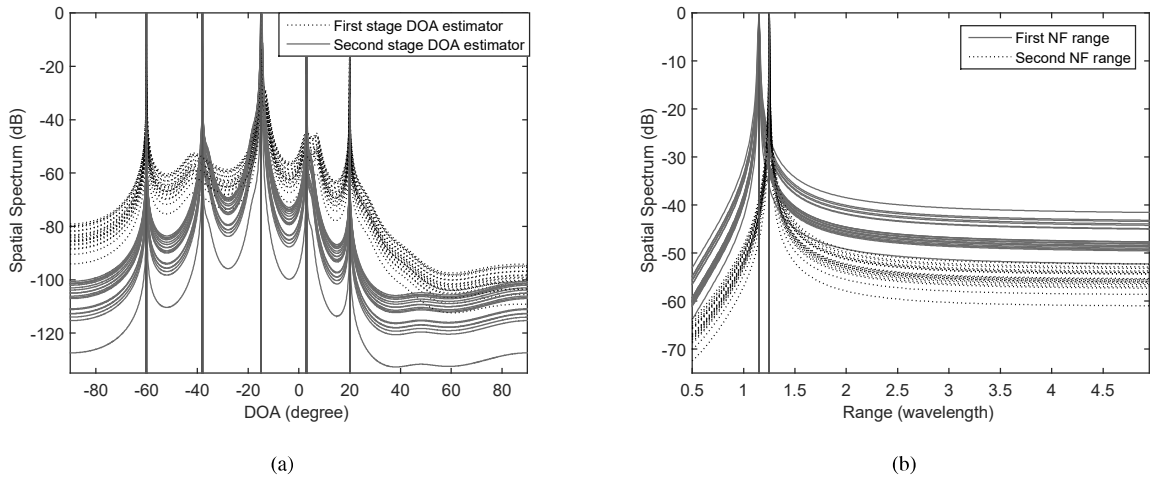 First stage DOA estimator
Second stage DOA estimator
0
-20
-40
-60
-80
-100
-120
Spatial Spectrum (dB)
-80 -60 -40 -20 0 20 40 60 80
DOA (degree)
(a)
First NF range
Second NF range
0
-10
-20
-30
-40
-50
-60
-70
Spatial Spectrum (dB)
0.5 1 1.5 2 2.5 3 3.5 4 4.5
Range (wavelength)
(b)